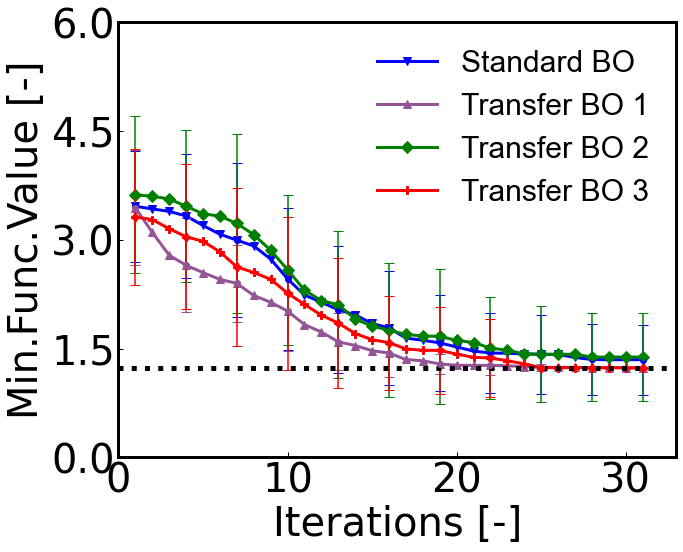 Min.Func.Value [-]
6.0
4.5
3.0
1.5
0.0
Standard BO
Transfer BO 1
Transfer BO 2
Transfer BO 3
0
10
20
30
Iterations [-]